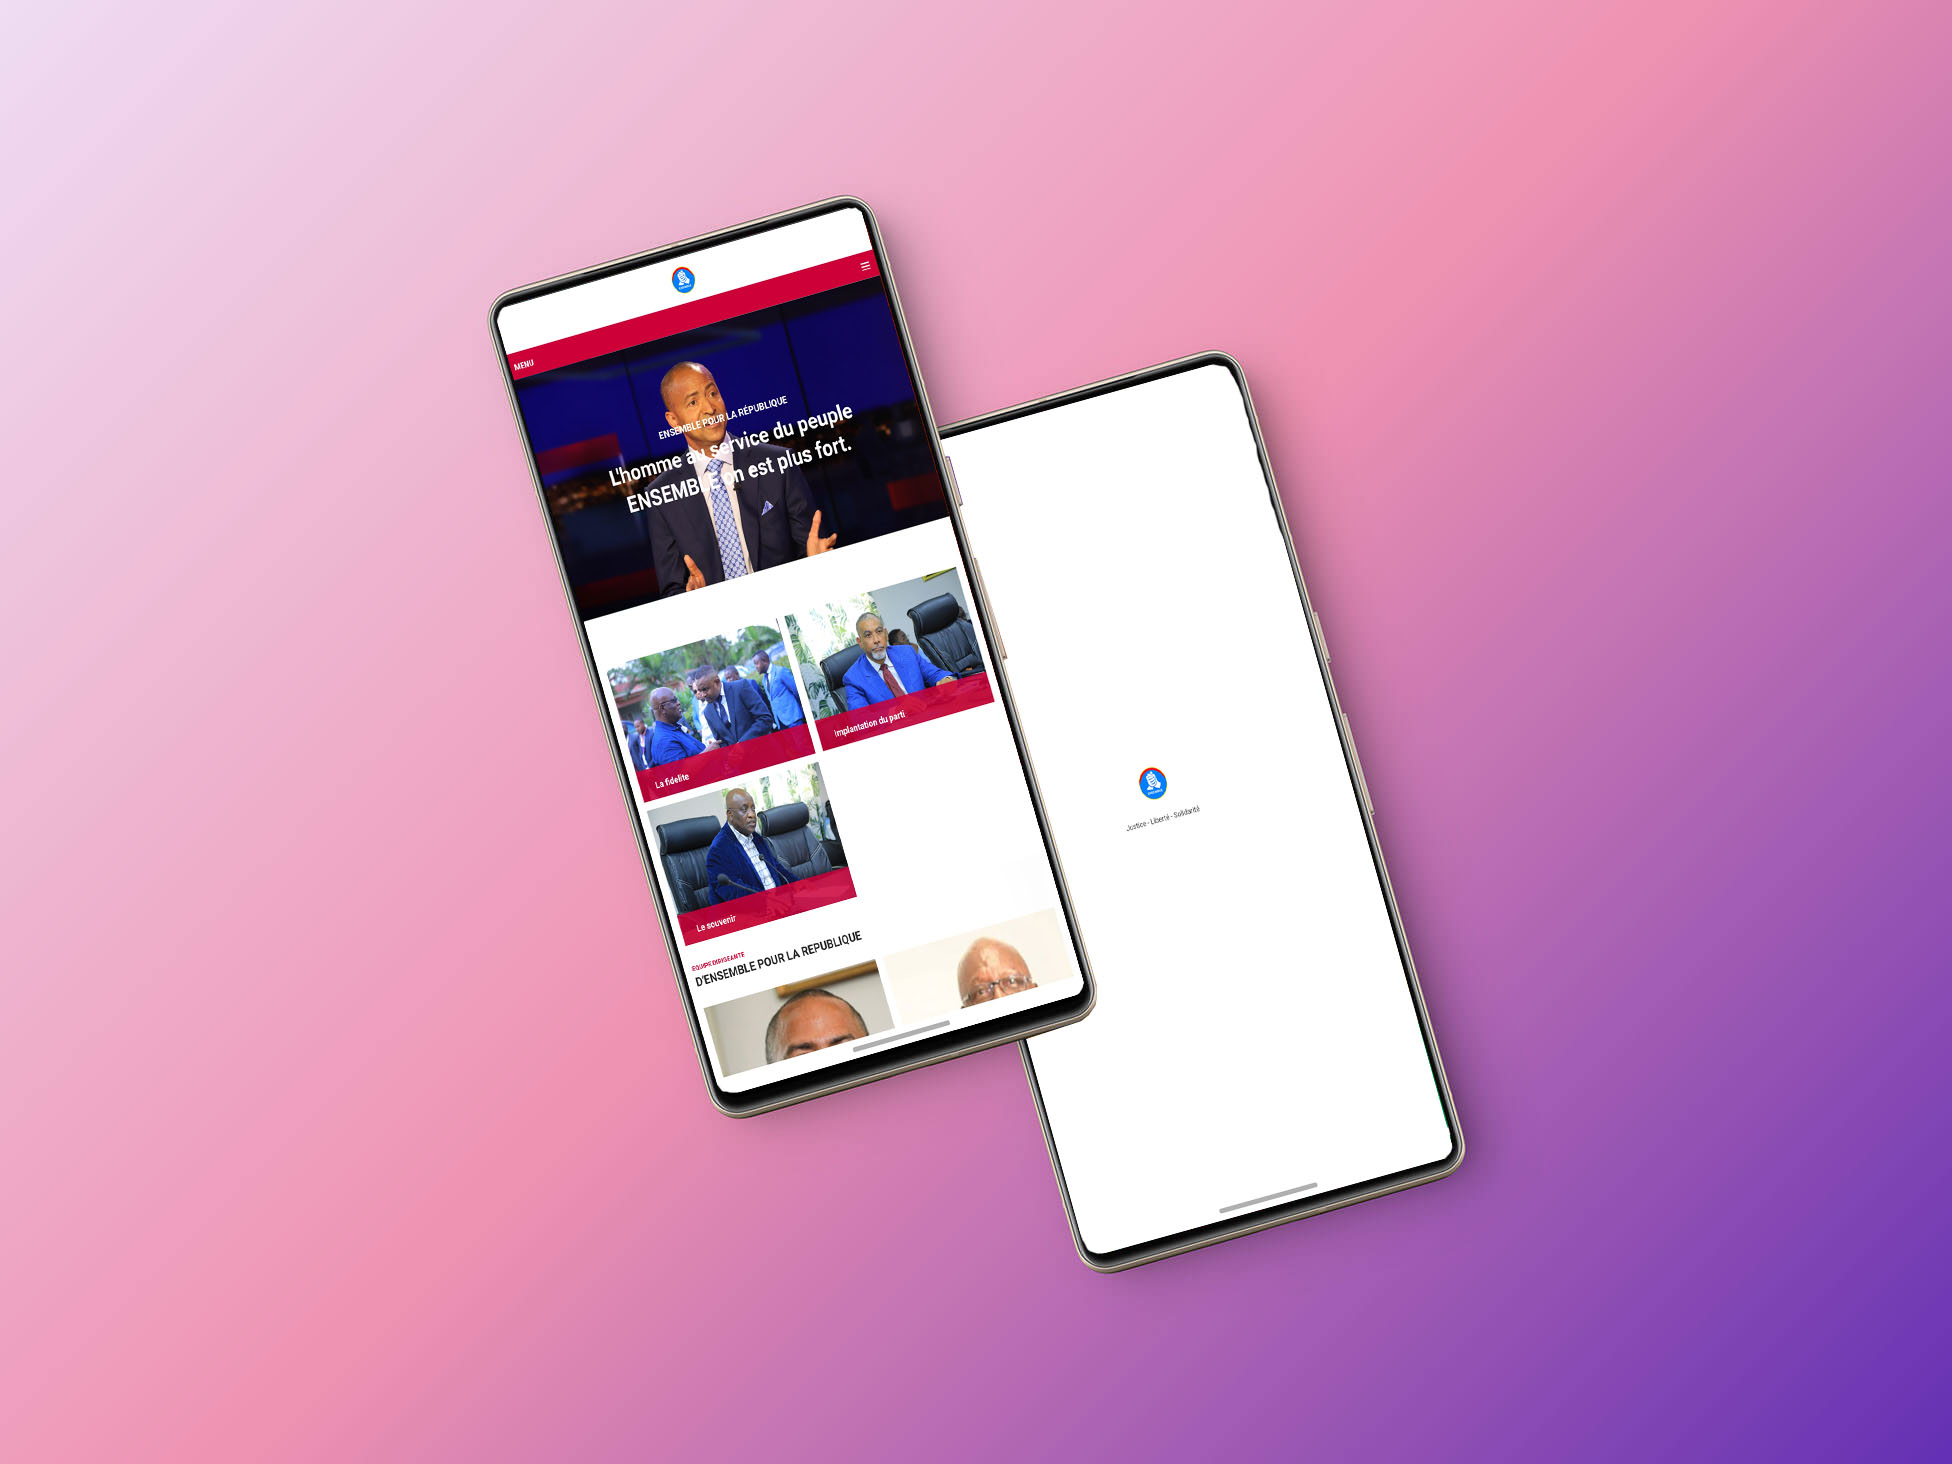 MENU
ENSEMBLE POUR LA RÉPUBLIQUE
L'homme au service du peuple
ENSEMBLE on est plus fort.
La fidelite
Implantation du parti
Le souvenir
EQUIPE DIRIGEANTE
D'ENSEMBLE POUR LA REPUBLIQUE
Justice - Liberté - Solidarité